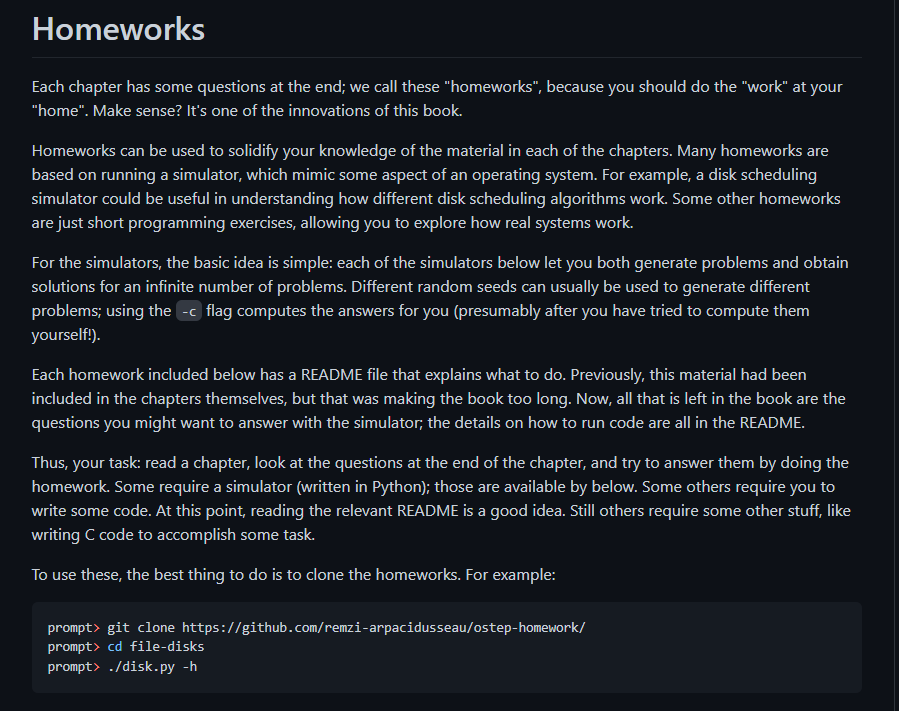 Homeworks
Each chapter has some questions at the end; we call these "homeworks", because you should do the "work" at your
"home". Make sense? It's one of the innovations of this book.
Homeworks can be used to solidify your knowledge of the material in each of the chapters. Many homeworks are
based on running a simulator, which mimic some aspect of an operating system. For example, a disk scheduling
simulator could be useful in understanding how different disk scheduling algorithms work. Some other homeworks
are just short programming exercises, allowing you to explore how real systems work.
For the simulators, the basic idea is simple: each of the simulators below let you both generate problems and obtain
solutions for an infinite number of problems. Different random seeds can usually be used to generate different
problems; using the -c flag computes the answers for you (presumably after you have tried to compute them
yourself!).
Each homework included below has a README file that explains what to do. Previously, this material had been
included in the chapters themselves, but that was making the book too long. Now, all that is left in the book are the
questions you might want to answer with the simulator; the details on how to run code are all in the README.
Thus, your task: read a chapter, look at the questions at the end of the chapter, and try to answer them by doing the
homework. Some require a simulator (written in Python); those are available by below. Some others require you to
write some code. At this point, reading the relevant README is a good idea. Still others require some other stuff, like
writing C code to accomplish some task.
To use these, the best thing to do is to clone the homeworks. For example:
prompt> git clone https://github.com/remzi-arpacidusseau/ostep-homework/
prompt> cd file-disks
prompt> ./disk.py -h